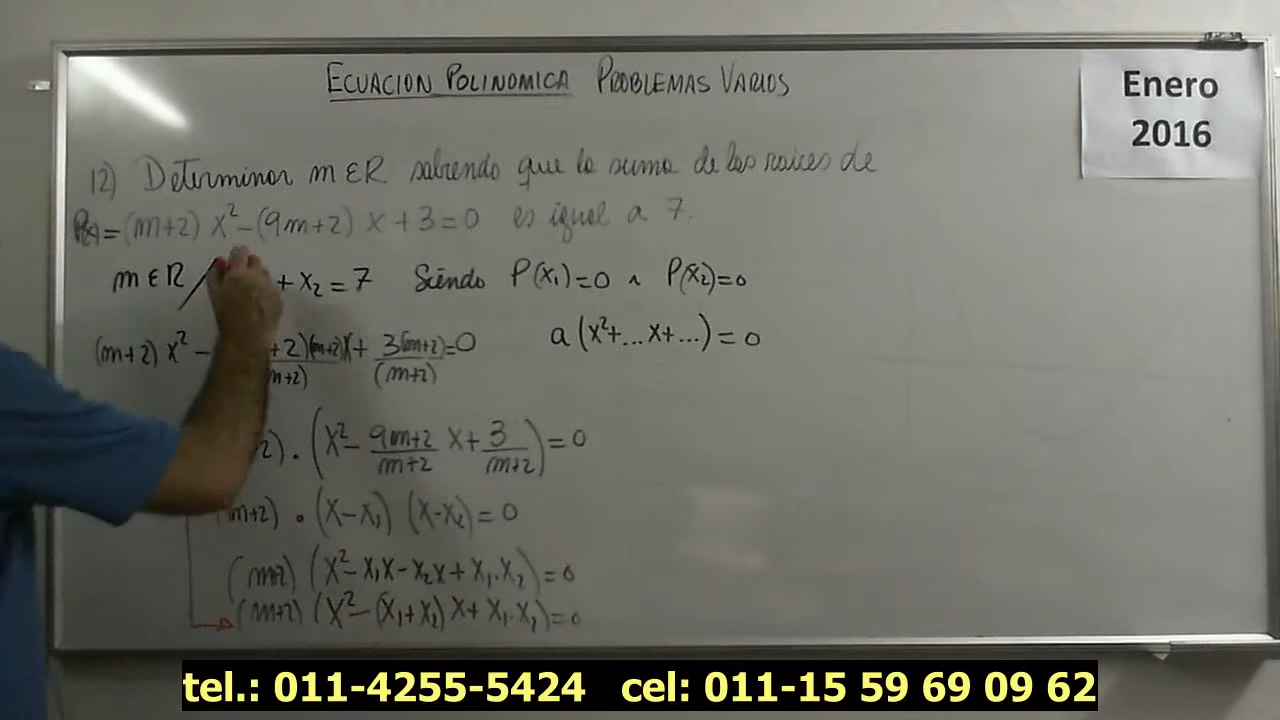 ECUACION POLINOMICA PROBLEMAS VARIOS
Enero
2016
12) Determinar m ∈ R sabiendo que la suma de las raices de
P(x) = (m+2) x² - (9m+2) x + 3 = 0 es igual a 7.
m ∈ R / + x₂ = 7 Siendo P(x₁)=0 ∧ P(x₂)=0
(m+2) x² - +2)(m+2)x + 3(m+2) = 0
m+2) (m+2)
a (x²+...x+...) = 0
2) . (x² - 9m+2/m+2 x + 3/(m+2)) = 0
m+2) . (x-x₁) (x-x₂) = 0
(m+2) (x² - x₁x - x₂x + x₁.x₂) = 0
(m+2) (x² - (x₁+x₂) x + x₁.x₂) = 0
tel.: 011-4255-5424 cel: 011-15 59 69 09 62